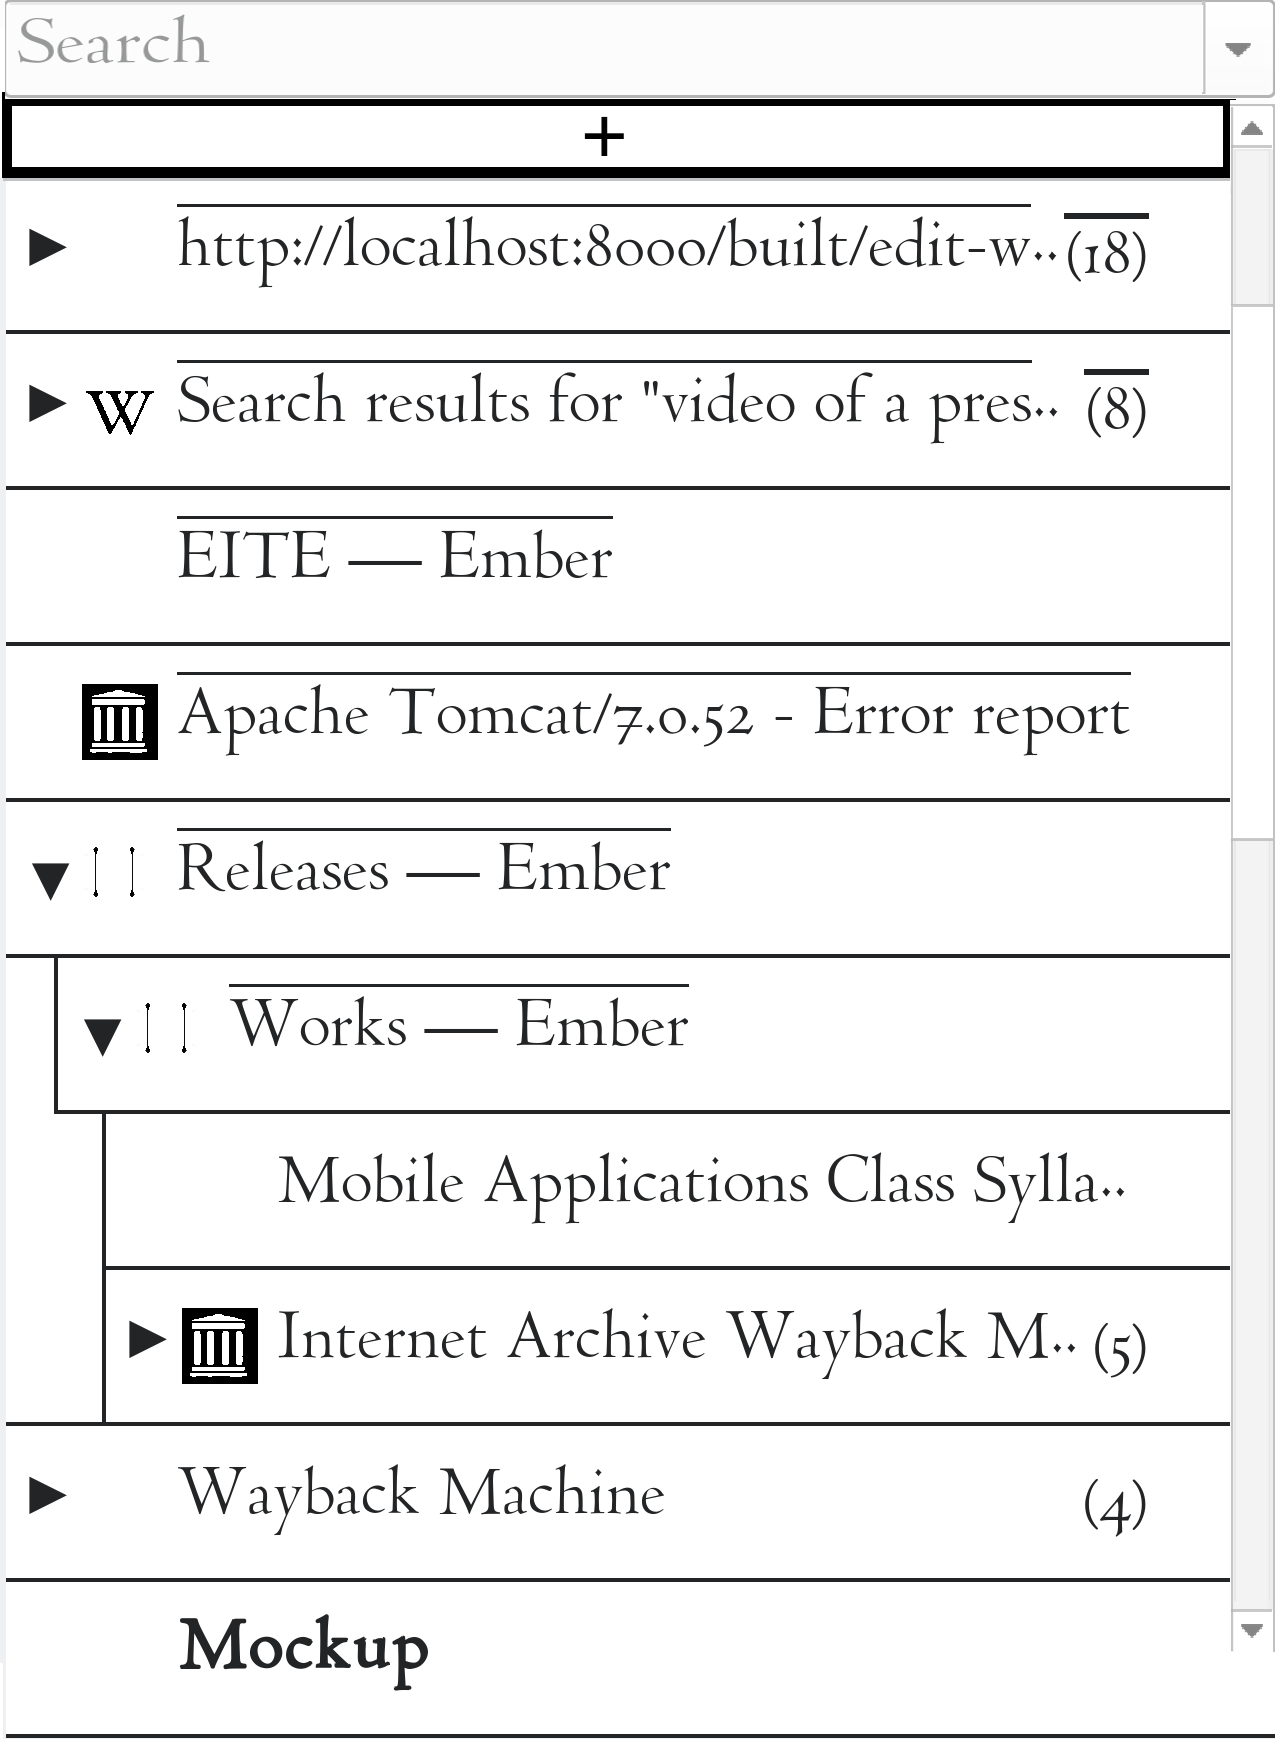 Search
+
http://localhost:8000/built/edit-w.. (18)
W Search results for "video of a pres.. (8)
EITE — Ember
Apache Tomcat/7.0.52 - Error report
Releases — Ember
Works — Ember
Mobile Applications Class Sylla..
Internet Archive Wayback M.. (5)
Wayback Machine (4)
Mockup